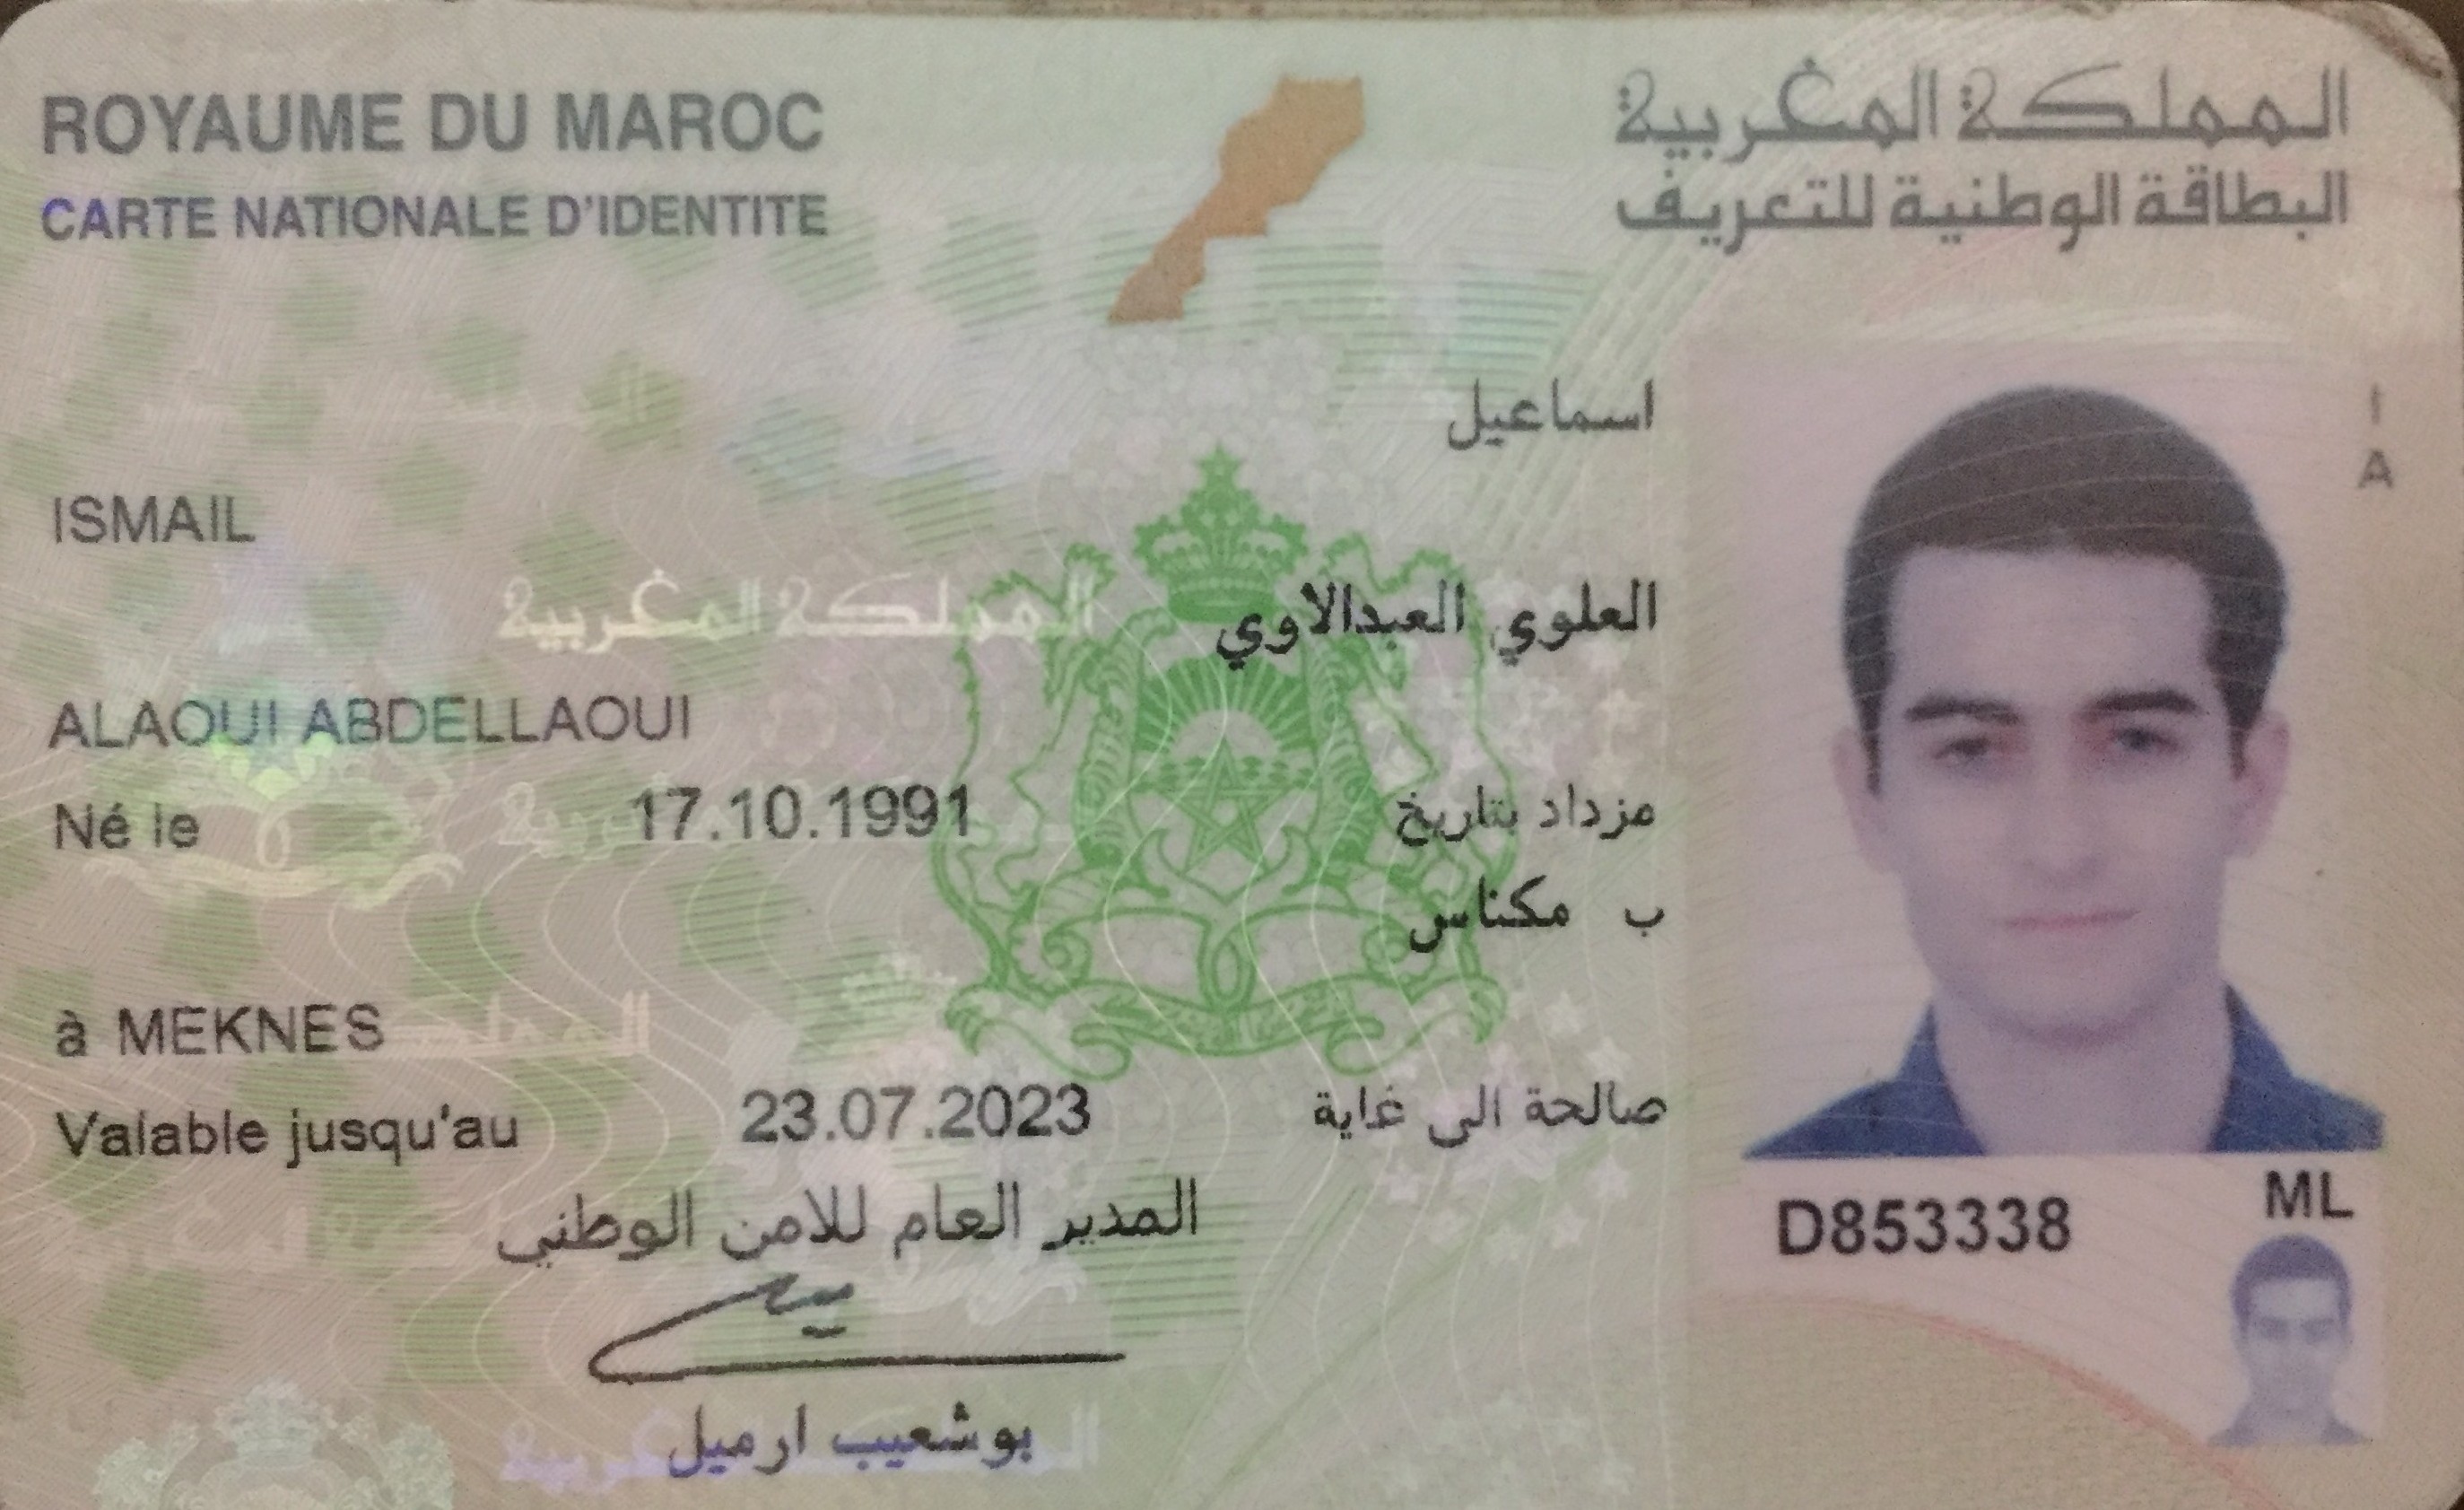 ROYAUME DU MAROC
المملكة المغربية
CARTE NATIONALE D'IDENTITE
البطاقة الوطنية للتعريف
اسماعيل
ISMAIL
العلوي العبدالاوي
ALAOUI ABDELLAOUI
Né le 17.10.1991 مزداد بتاريخ
ب مكناس
à MEKNES
Valable jusqu'au 23.07.2023 صالحة الى غاية
المدير العام للامن الوطني
بوشعيب ارميل
I
A
D853338
ML
المملكة المغربية